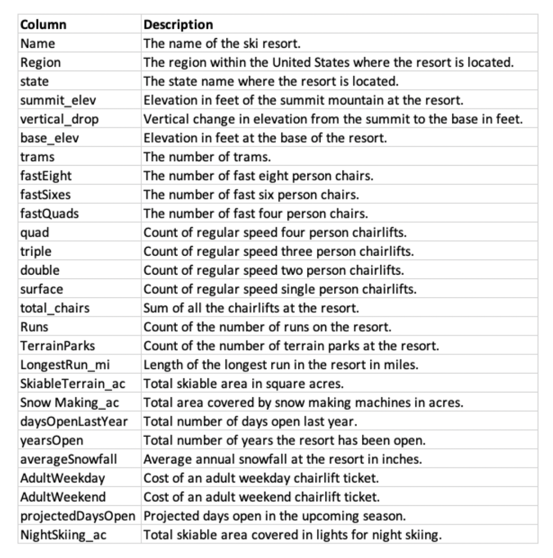 Column Description
Name The name of the ski resort.
Region The region within the United States where the resort is located.
state The state name where the resort is located.
summit_elev Elevation in feet of the summit mountain at the resort.
vertical_drop Vertical change in elevation from the summit to the base in feet.
base_elev Elevation in feet at the base of the resort.
trams The number of trams.
fastEight The number of fast eight person chairs.
fastSixes The number of fast six person chairs.
fastQuads The number of fast four person chairs.
quad Count of regular speed four person chairlifts.
triple Count of regular speed three person chairlifts.
double Count of regular speed two person chairlifts.
surface Count of regular speed single person chairlifts.
total_chairs Sum of all the chairlifts at the resort.
Runs Count of the number of runs on the resort.
TerrainParks Count of the number of terrain parks at the resort.
LongestRun_mi Length of the longest run in the resort in miles.
SkiableTerrain_ac Total skiable area in square acres.
Snow Making_ac Total area covered by snow making machines in acres.
daysOpenLastYear Total number of days open last year.
yearsOpen Total number of years the resort has been open.
averageSnowfall Average annual snowfall at the resort in inches.
AdultWeekday Cost of an adult weekday chairlift ticket.
AdultWeekend Cost of an adult weekend chairlift ticket.
projectedDaysOpen Projected days open in the upcoming season.
NightSkiing_ac Total skiable area covered in lights for night skiing.